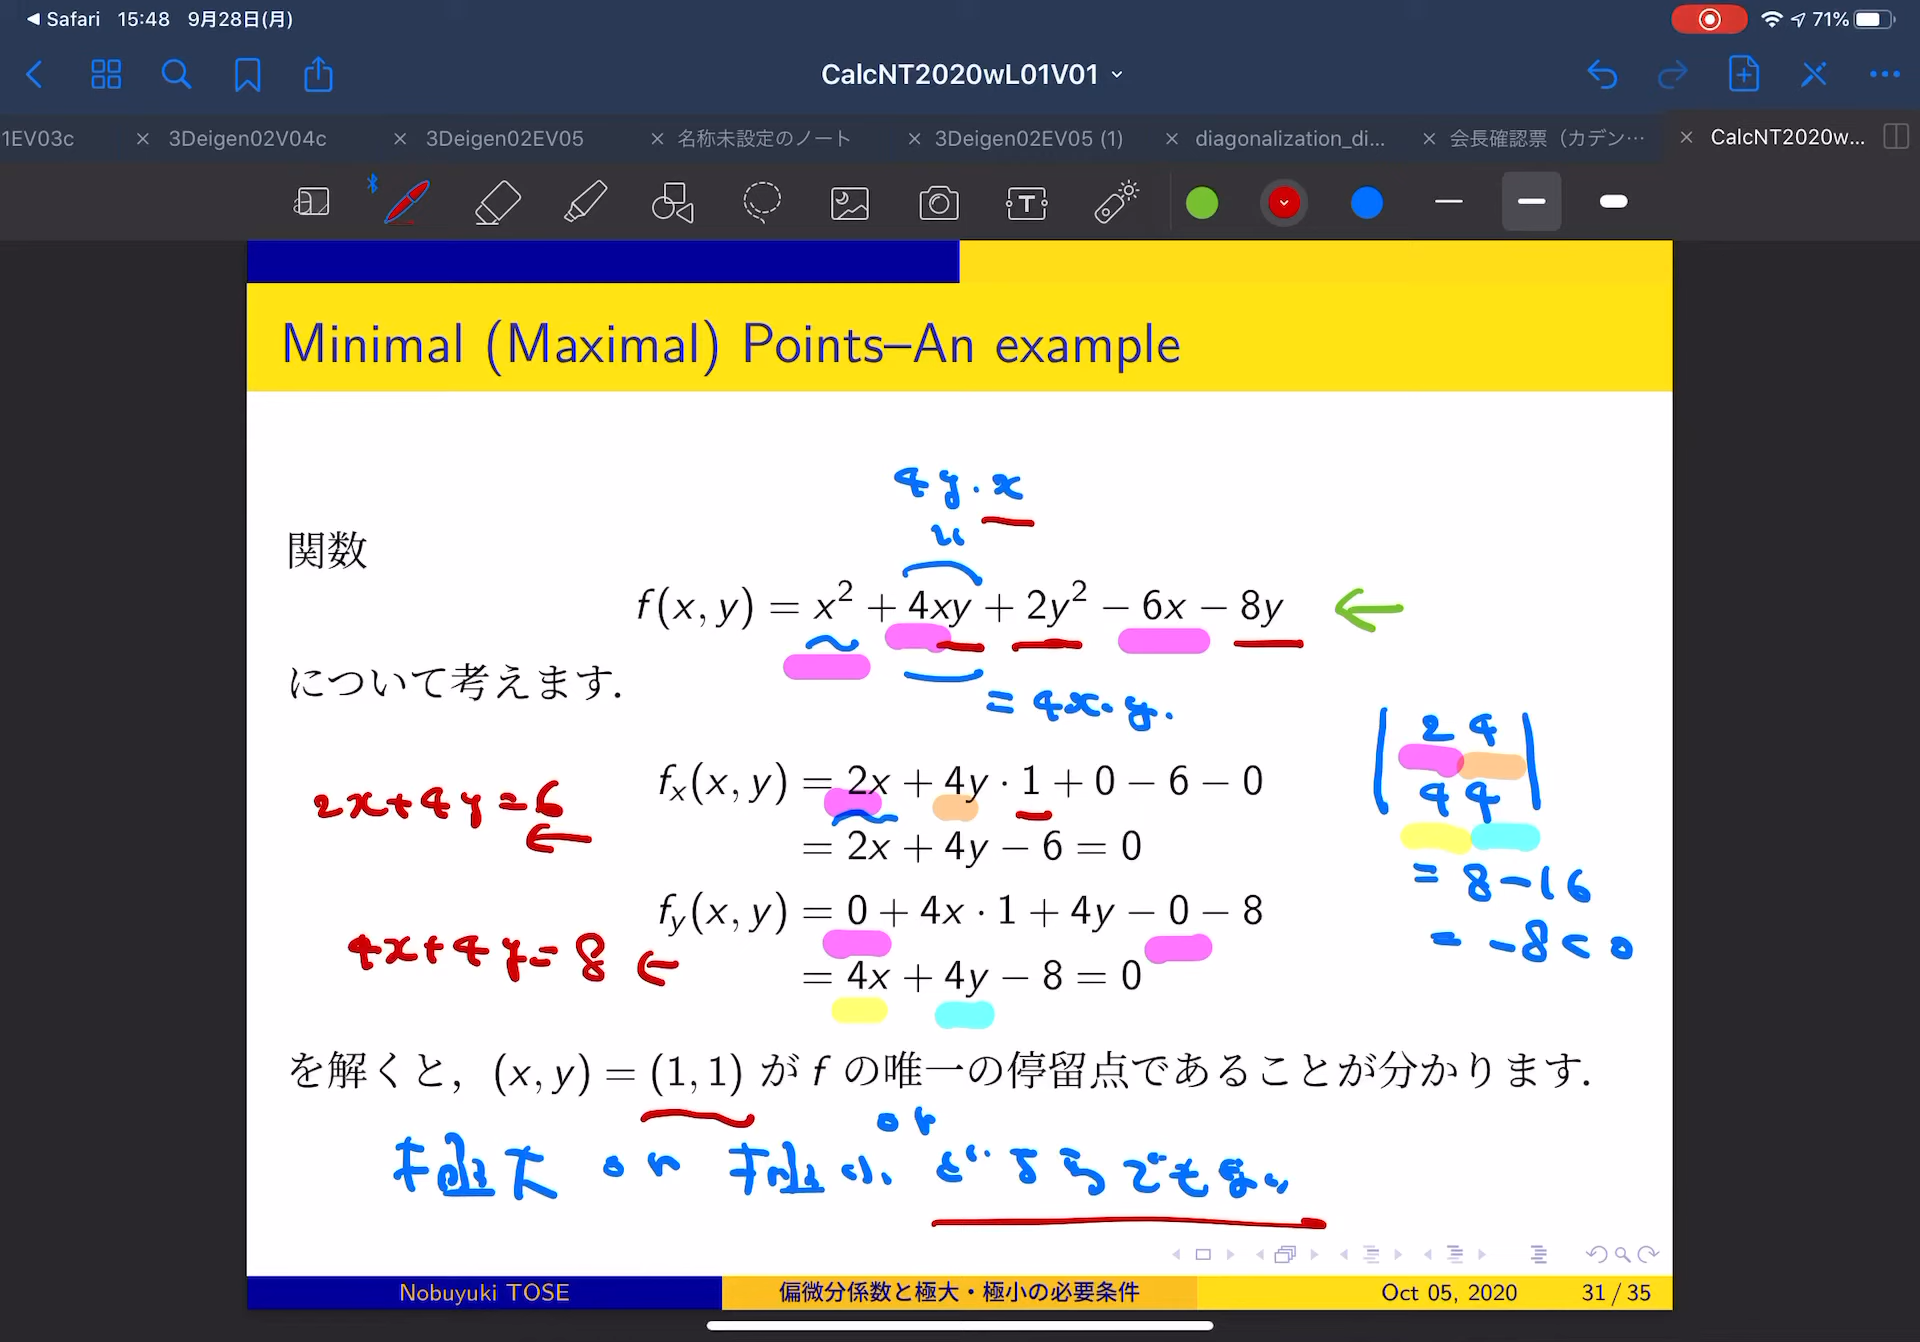 ◀ Safari 15:48 9月28日(月) 71%
CalcNT2020wL01V01
1EV03c × 3Deigen02V04c × 3Deigen02EV05 × 名称未設定のノート × 3Deigen02EV05 (1) × diagonalization_di... × 会長確認票（カデン… × CalcNT2020w...
Minimal (Maximal) Points–An example
4y・x
関数
f(x, y) = x² + 4xy + 2y² − 6x − 8y ←
について考えます.
= 4x・y.
2x+4y=6 ←
f_x(x, y) = 2x + 4y · 1 + 0 − 6 − 0
= 2x + 4y − 6 = 0
4x+4y=8 ←
f_y(x, y) = 0 + 4x · 1 + 4y − 0 − 8
= 4x + 4y − 8 = 0
| 2 4 |
| 4 4 |
= 8−16
= −8<0
を解くと, (x, y) = (1, 1) が f の唯一の停留点であることが分かります.
極大 or 極小 or どちらでもない
Nobuyuki TOSE 偏微分係数と極大・極小の必要条件 Oct 05, 2020 31 / 35